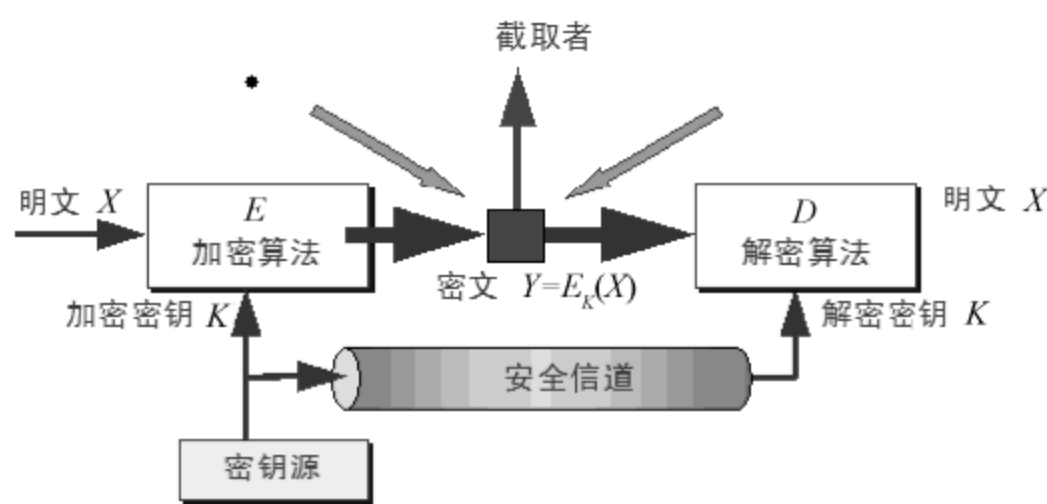 截取者
明文 X
E
加密算法
D
解密算法
明文 X
密文 Y=E_K(X)
加密密钥 K
解密密钥 K
安全信道
密钥源